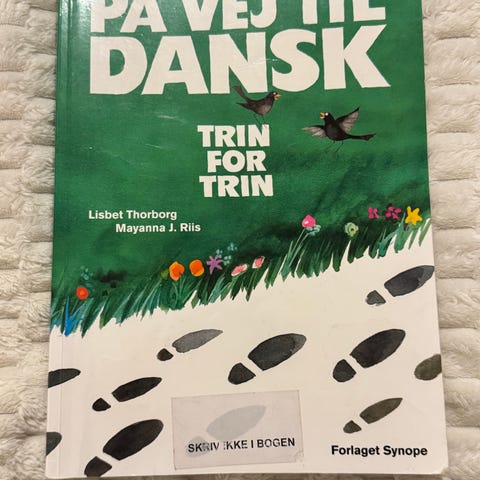 PÅ VEJ TIL
DANSK
TRIN
FOR
TRIN
Lisbet Thorborg
Mayanna J. Riis
SKRIV IKKE I BOGEN
Forlaget Synope